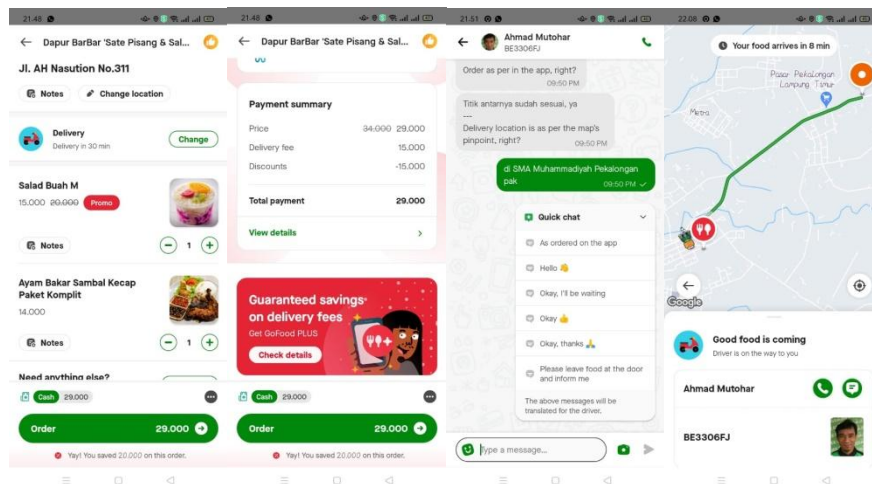 21.48
Dapur BarBar 'Sate Pisang & Sal...
Jl. AH Nasution No.311
Notes
Change location
Delivery
Delivery in 30 min
Change
Salad Buah M
15.000 20.000 Promo
Notes
1
Ayam Bakar Sambal Kecap
Paket Komplit
14.000
Notes
1
Need anything else?
Cash 29.000
Order 29.000
Yay! You saved 20.000 on this order.
21.48
Dapur BarBar 'Sate Pisang & Sal...
Payment summary
Price 34.000 29.000
Delivery fee 15.000
Discounts -15.000
Total payment 29.000
View details
Guaranteed savings
on delivery fees
Get GoFood PLUS
Check details
Cash 29.000
Order 29.000
Yay! You saved 20.000 on this order.
21.51
Ahmad Mutohar
BE3306FJ
Order as per in the app, right?
09:50 PM
Titik antarnya sudah sesuai, ya
---
Delivery location is as per the map's
pinpoint, right?
09:50 PM
di SMA Muhammadiyah Pekalongan
pak
09:50 PM
Quick chat
As ordered on the app
Hello 👋
Okay, I'll be waiting
Okay 👍
Okay, thanks 🙏
Please leave food at the door
and inform me
The above messages will be
translated for the driver.
Type a message...
22.08
Your food arrives in 8 min
Pasar Pekalongan
Lampung Timur
Metro
Google
Good food is coming
Driver is on the way to you
Ahmad Mutohar
BE3306FJ